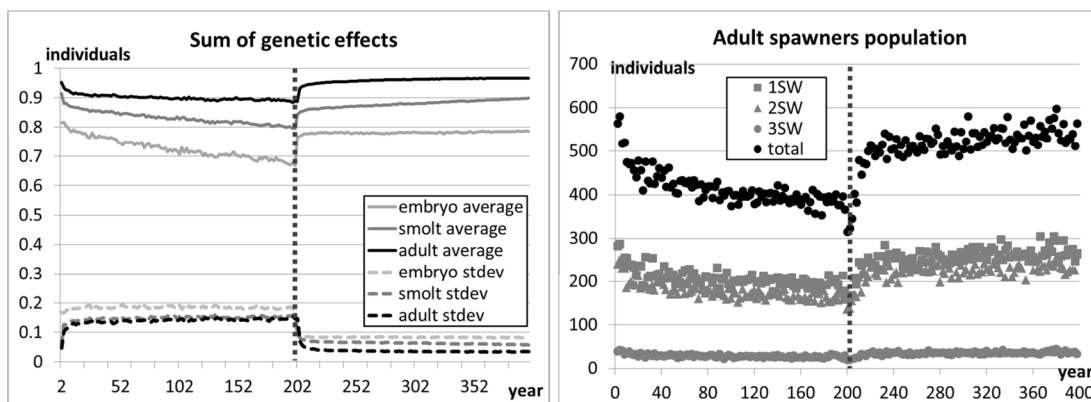 Sum of genetic effects
individuals
1
0.9
0.8
0.7
0.6
0.5
0.4
0.3
0.2
0.1
0
embryo average
smolt average
adult average
embryo stdev
smolt stdev
adult stdev
2 52 102 152 202 252 302 352 year
Adult spawners population
individuals
700
600
500
400
300
200
100
0
1SW
2SW
3SW
total
year
0 40 80 120 160 200 240 280 320 360 400